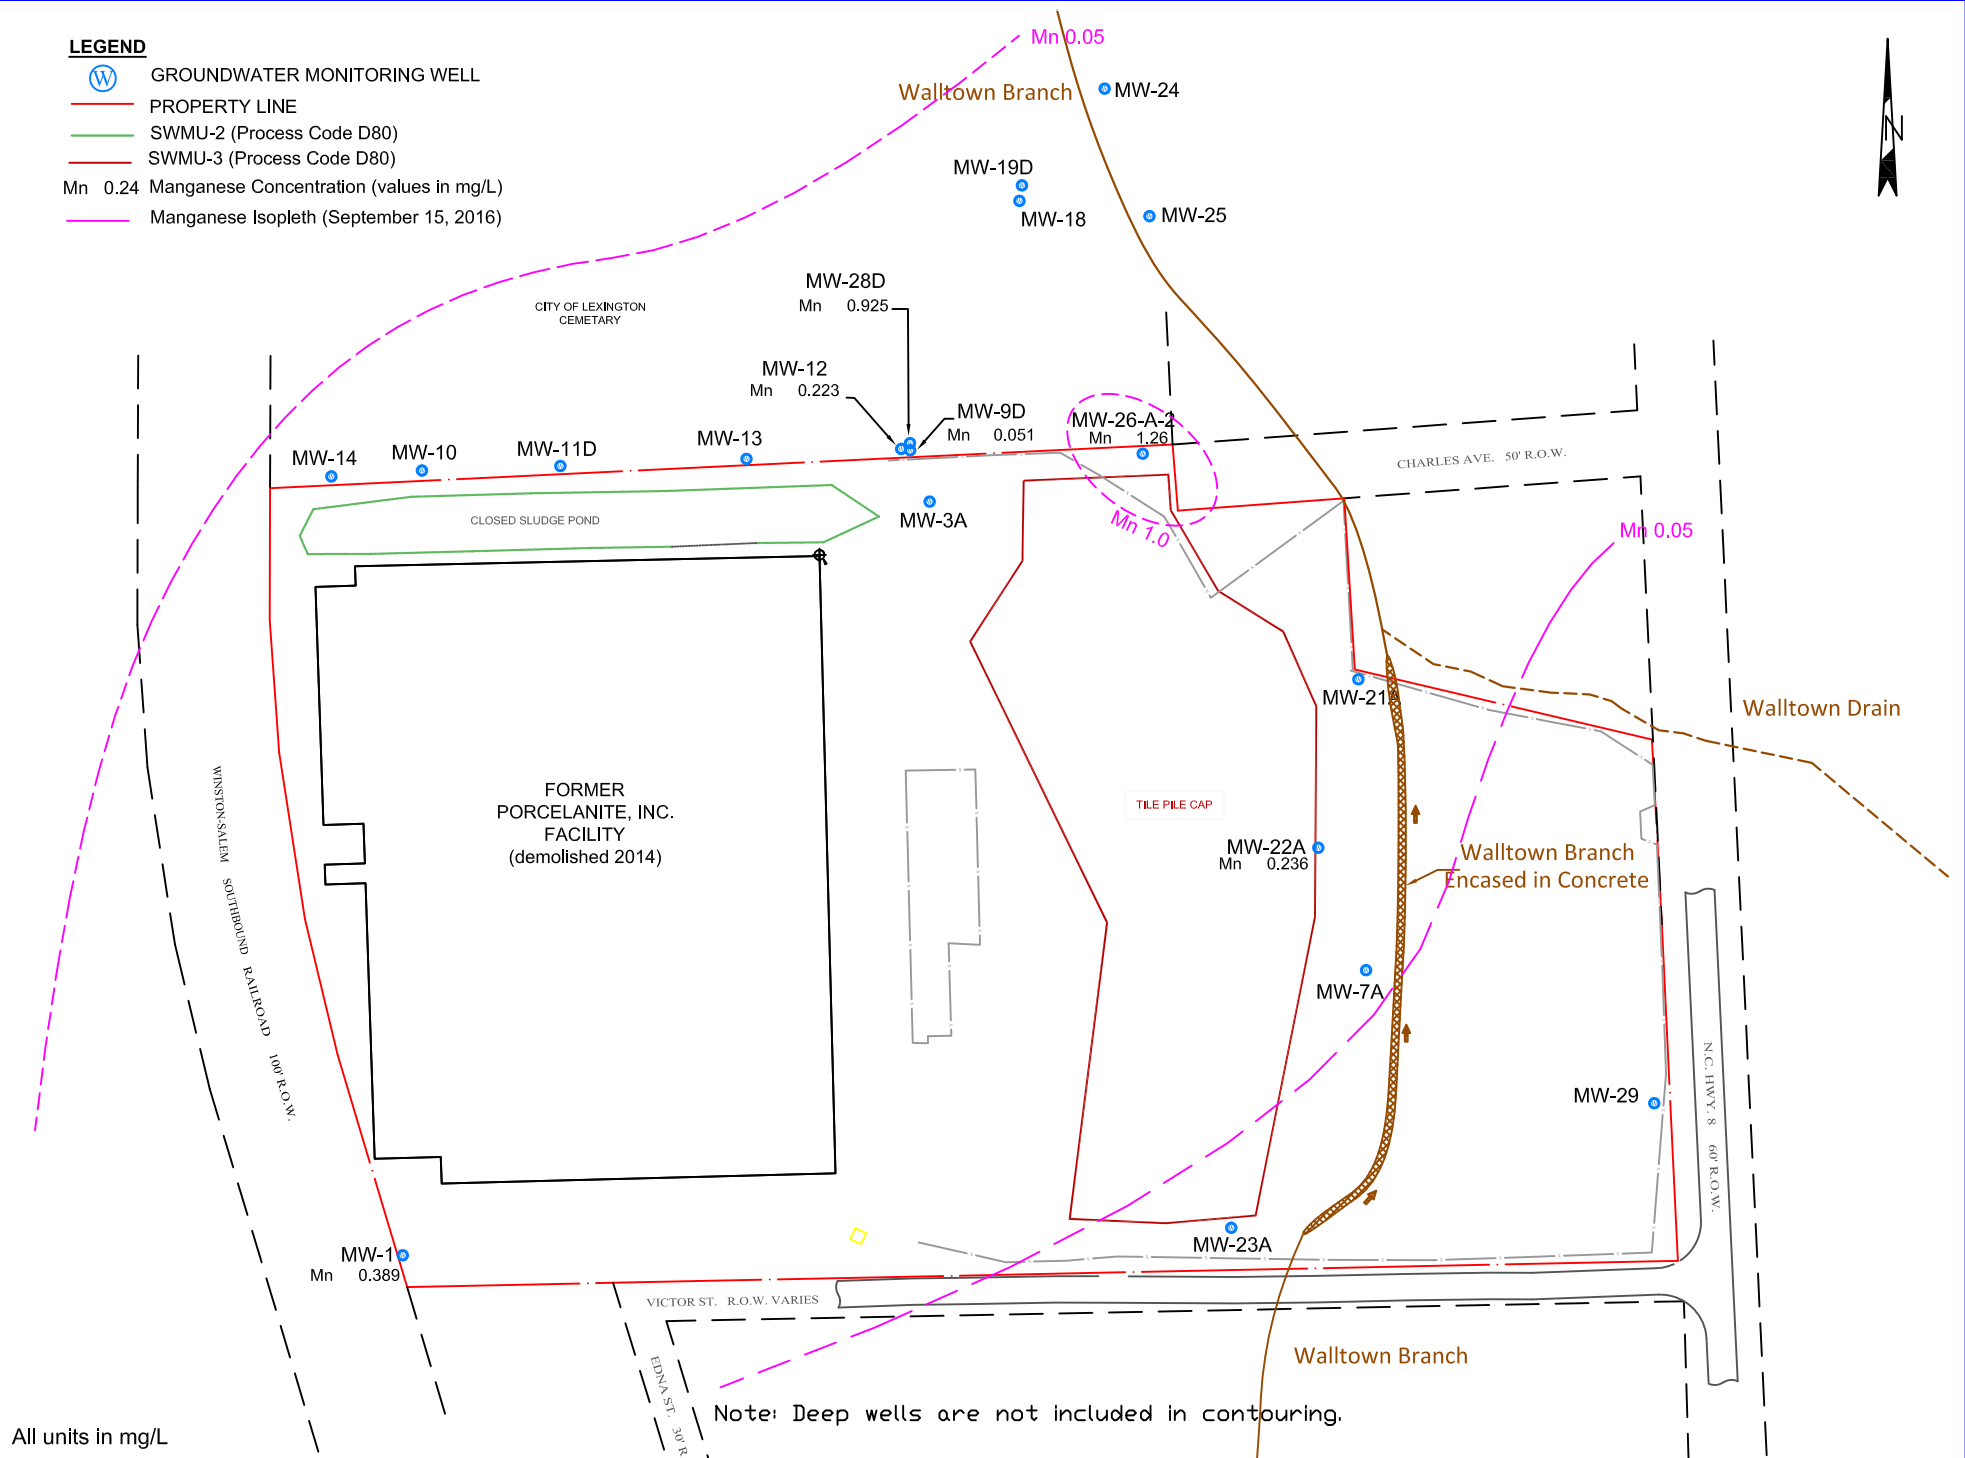 LEGEND
W GROUNDWATER MONITORING WELL
PROPERTY LINE
SWMU-2 (Process Code D80)
SWMU-3 (Process Code D80)
Mn 0.24 Manganese Concentration (values in mg/L)
Manganese Isopleth (September 15, 2016)
Mn 0.05
Walltown Branch
MW-24
N
MW-19D
MW-18
MW-25
MW-28D
Mn 0.925
CITY OF LEXINGTON
CEMETARY
MW-12
Mn 0.223
MW-9D
Mn 0.051
MW-26-A-2
Mn 1.26
MW-14
MW-10
MW-11D
MW-13
CHARLES AVE. 50' R.O.W.
CLOSED SLUDGE POND
MW-3A
Mn 1.0
Mn 0.05
MW-21A
Walltown Drain
WINSTON-SALEM SOUTHBOUND RAILROAD 100' R.O.W.
FORMER
PORCELANITE, INC.
FACILITY
(demolished 2014)
TILE PILE CAP
MW-22A
Mn 0.236
Walltown Branch
Encased in Concrete
MW-7A
N.C. HWY. 8 60' R.O.W.
MW-29
MW-23A
MW-1
Mn 0.389
VICTOR ST. R.O.W. VARIES
EDNA ST. 30' R
Walltown Branch
Note: Deep wells are not included in contouring.
All units in mg/L